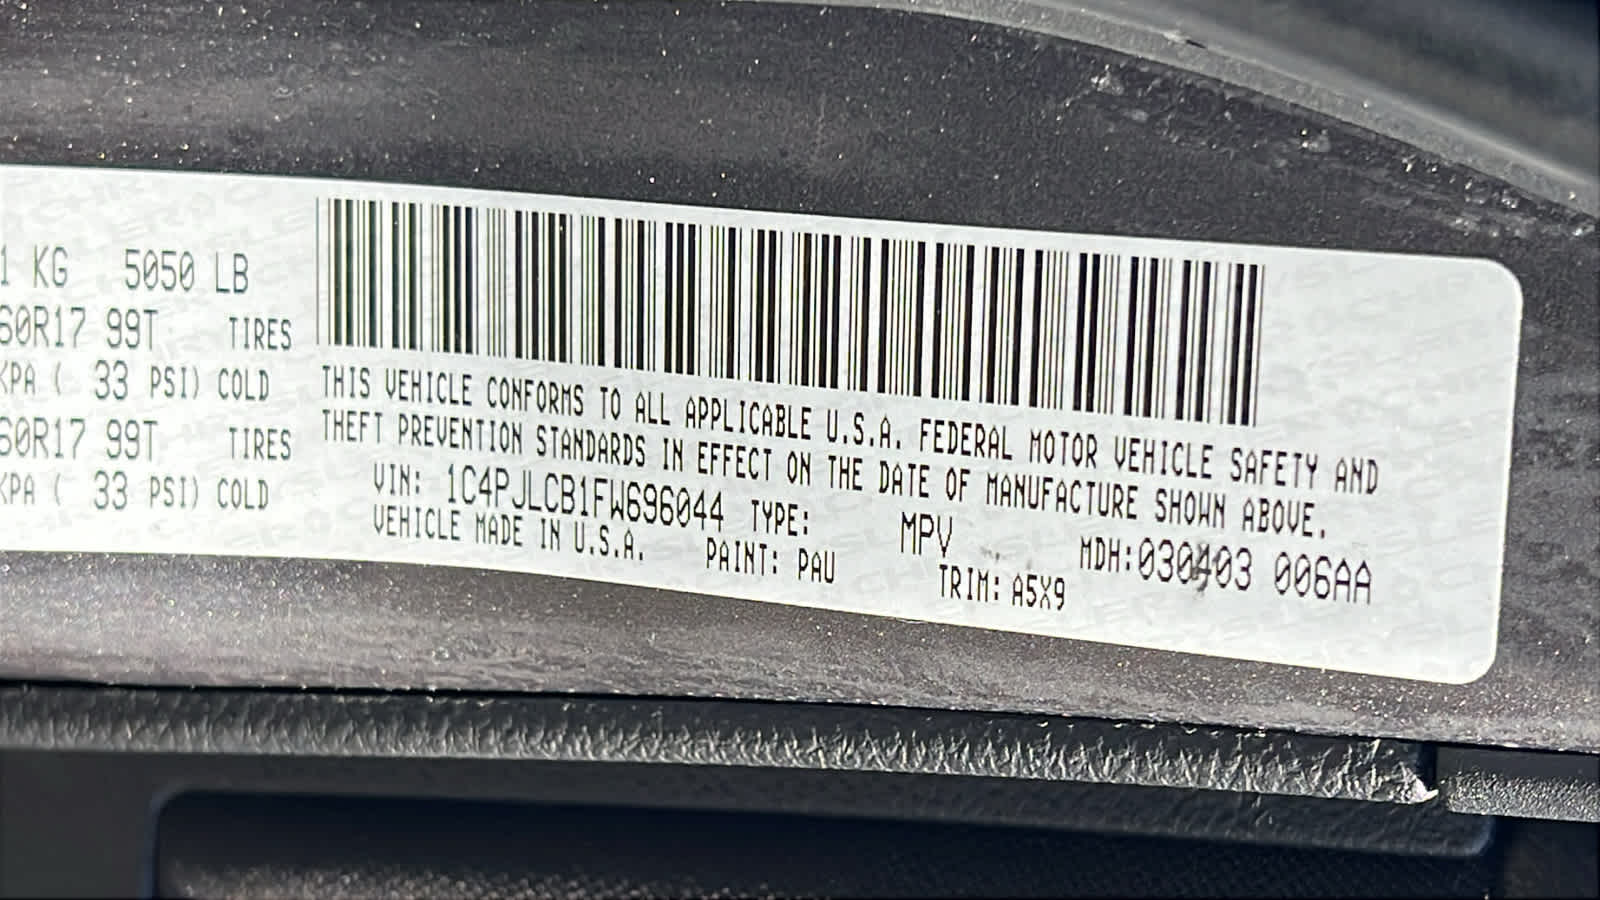 1 KG 5050 LB
60R17 99T TIRES
KPA ( 33 PSI) COLD
60R17 99T TIRES
KPA ( 33 PSI) COLD
THIS VEHICLE CONFORMS TO ALL APPLICABLE U.S.A. FEDERAL MOTOR VEHICLE SAFETY AND
THEFT PREVENTION STANDARDS IN EFFECT ON THE DATE OF MANUFACTURE SHOWN ABOVE.
VIN: 1C4PJLCB1FW696044 TYPE: MPV MDH:030403 006AA
VEHICLE MADE IN U.S.A. PAINT: PAU TRIM: A5X9